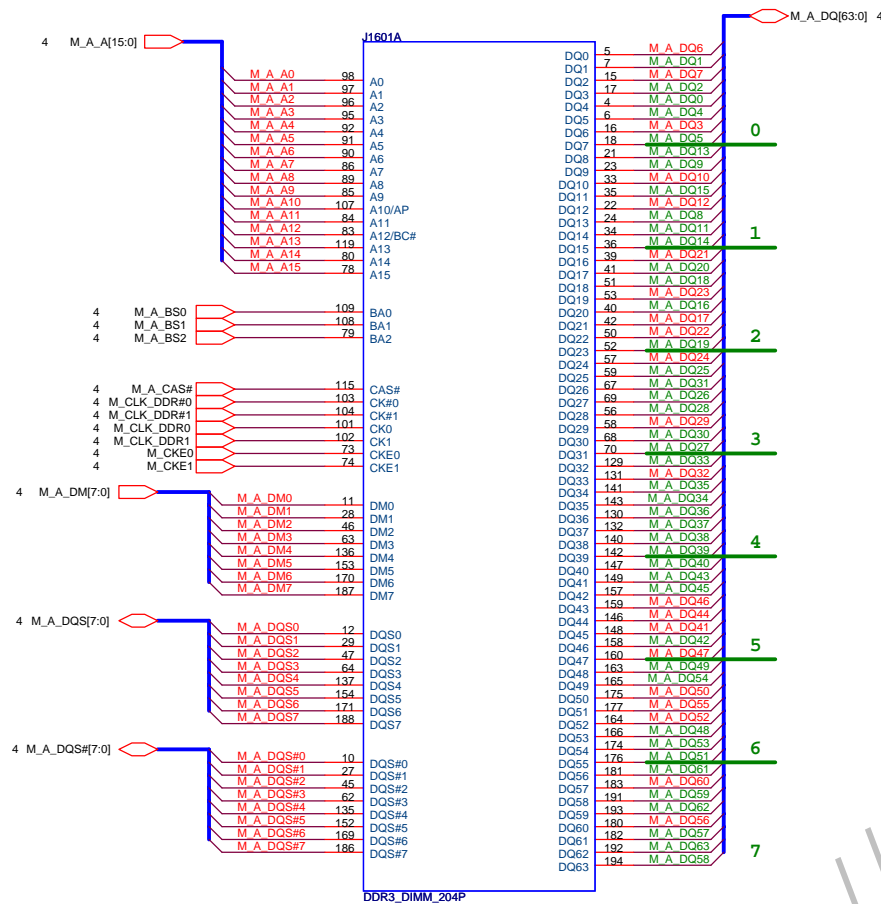 4 M_A_A[15:0]
J1601A
M_A_A0 98 A0
M_A_A1 97 A1
M_A_A2 96 A2
M_A_A3 95 A3
M_A_A4 92 A4
M_A_A5 91 A5
M_A_A6 90 A6
M_A_A7 86 A7
M_A_A8 89 A8
M_A_A9 85 A9
M_A_A10 107 A10/AP
M_A_A11 84 A11
M_A_A12 83 A12/BC#
M_A_A13 119 A13
M_A_A14 80 A14
M_A_A15 78 A15
4 M_A_BS0 109 BA0
4 M_A_BS1 108 BA1
4 M_A_BS2 79 BA2
4 M_A_CAS# 115 CAS#
4 M_CLK_DDR#0 103 CK#0
4 M_CLK_DDR#1 104 CK#1
4 M_CLK_DDR0 101 CK0
4 M_CLK_DDR1 102 CK1
4 M_CKE0 73 CKE0
4 M_CKE1 74 CKE1
4 M_A_DM[7:0]
M_A_DM0 11 DM0
M_A_DM1 28 DM1
M_A_DM2 46 DM2
M_A_DM3 63 DM3
M_A_DM4 136 DM4
M_A_DM5 153 DM5
M_A_DM6 170 DM6
M_A_DM7 187 DM7
4 M_A_DQS[7:0]
M_A_DQS0 12 DQS0
M_A_DQS1 29 DQS1
M_A_DQS2 47 DQS2
M_A_DQS3 64 DQS3
M_A_DQS4 137 DQS4
M_A_DQS5 154 DQS5
M_A_DQS6 171 DQS6
M_A_DQS7 188 DQS7
4 M_A_DQS#[7:0]
M_A_DQS#0 10 DQS#0
M_A_DQS#1 27 DQS#1
M_A_DQS#2 45 DQS#2
M_A_DQS#3 62 DQS#3
M_A_DQS#4 135 DQS#4
M_A_DQS#5 152 DQS#5
M_A_DQS#6 169 DQS#6
M_A_DQS#7 186 DQS#7
M_A_DQ[63:0] 4
DQ0 5 M_A_DQ6
DQ1 7 M_A_DQ1
DQ2 15 M_A_DQ7
DQ3 17 M_A_DQ2
DQ4 4 M_A_DQ0
DQ5 6 M_A_DQ4
DQ6 16 M_A_DQ3
DQ7 18 M_A_DQ5
0
DQ8 21 M_A_DQ13
DQ9 23 M_A_DQ9
DQ10 33 M_A_DQ10
DQ11 35 M_A_DQ15
DQ12 22 M_A_DQ12
DQ13 24 M_A_DQ8
DQ14 34 M_A_DQ11
DQ15 36 M_A_DQ14
1
DQ16 39 M_A_DQ21
DQ17 41 M_A_DQ20
DQ18 51 M_A_DQ18
DQ19 53 M_A_DQ23
DQ20 40 M_A_DQ16
DQ21 42 M_A_DQ17
DQ22 50 M_A_DQ22
DQ23 52 M_A_DQ19
2
DQ24 57 M_A_DQ24
DQ25 59 M_A_DQ25
DQ26 67 M_A_DQ31
DQ27 69 M_A_DQ26
DQ28 56 M_A_DQ28
DQ29 58 M_A_DQ29
DQ30 68 M_A_DQ30
DQ31 70 M_A_DQ27
3
DQ32 129 M_A_DQ33
DQ33 131 M_A_DQ32
DQ34 141 M_A_DQ35
DQ35 143 M_A_DQ34
DQ36 130 M_A_DQ36
DQ37 132 M_A_DQ37
DQ38 140 M_A_DQ38
DQ39 142 M_A_DQ39
4
DQ40 147 M_A_DQ40
DQ41 149 M_A_DQ43
DQ42 157 M_A_DQ45
DQ43 159 M_A_DQ46
DQ44 146 M_A_DQ44
DQ45 148 M_A_DQ41
DQ46 158 M_A_DQ42
DQ47 160 M_A_DQ47
5
DQ48 163 M_A_DQ49
DQ49 165 M_A_DQ54
DQ50 175 M_A_DQ50
DQ51 177 M_A_DQ55
DQ52 164 M_A_DQ52
DQ53 166 M_A_DQ48
DQ54 174 M_A_DQ53
DQ55 176 M_A_DQ51
6
DQ56 181 M_A_DQ61
DQ57 183 M_A_DQ60
DQ58 191 M_A_DQ59
DQ59 193 M_A_DQ62
DQ60 180 M_A_DQ56
DQ61 182 M_A_DQ57
DQ62 192 M_A_DQ63
DQ63 194 M_A_DQ58
7
DDR3_DIMM_204P